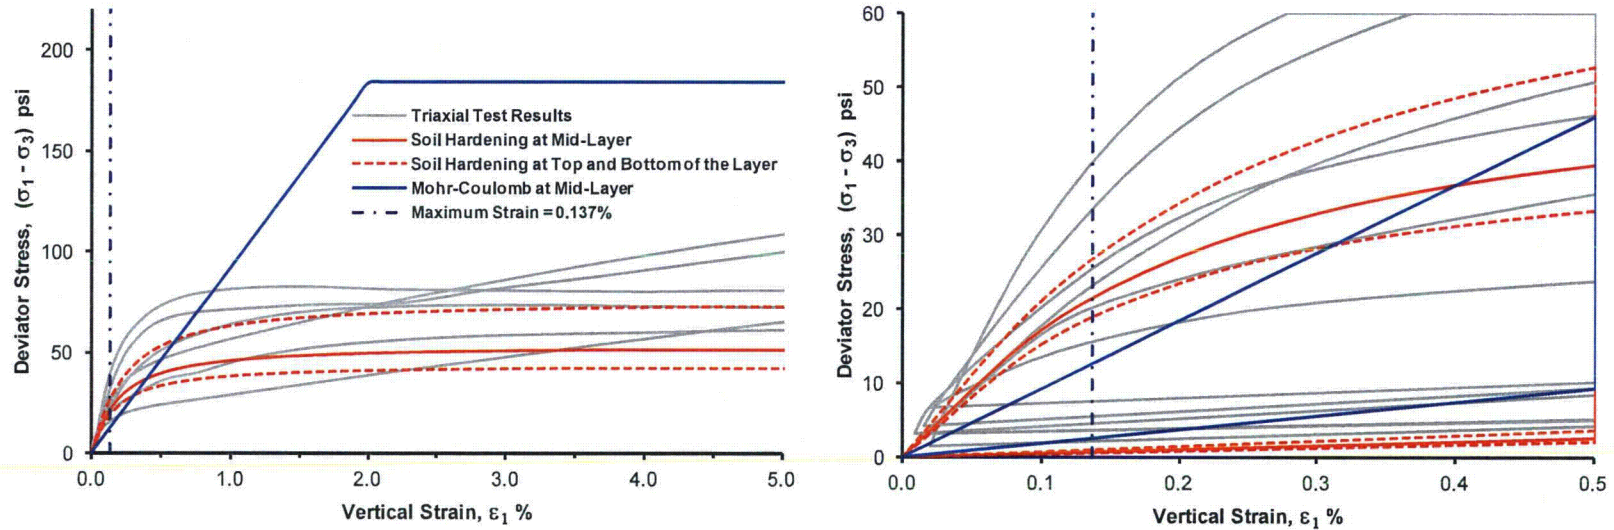 200
150
100
50
0
0.0 1.0 2.0 3.0 4.0 5.0
Deviator Stress, (σ1 - σ3) psi
Vertical Strain, ε1 %
Triaxial Test Results
Soil Hardening at Mid-Layer
Soil Hardening at Top and Bottom of the Layer
Mohr-Coulomb at Mid-Layer
Maximum Strain = 0.137%
60
50
40
30
20
10
0
0.0 0.1 0.2 0.3 0.4 0.5
Deviator Stress, (σ1 - σ3) psi
Vertical Strain, ε1 %